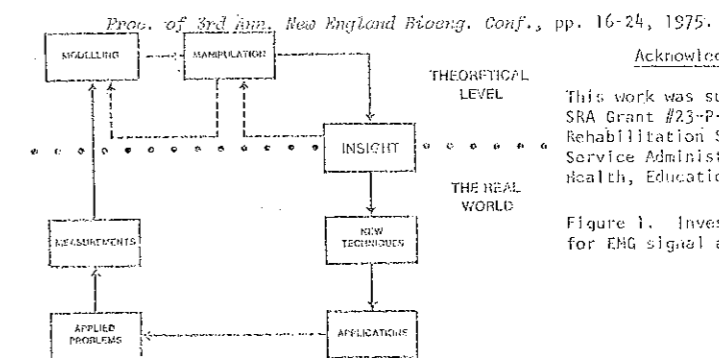 Proc. of 3rd Ann. New England Bioeng. Conf., pp. 16-24, 1975.
MODELLING
MANIPULATION
THEORETICAL
LEVEL
INSIGHT
THE REAL
WORLD
MEASUREMENTS
NEW
TECHNIQUES
APPLIED
PROBLEMS
APPLICATIONS
Acknowled
This work was su
SRA Grant #23-P-
Rehabilitation S
Service Administ
Health, Educatio
Figure 1. Inves
for EMG signal a